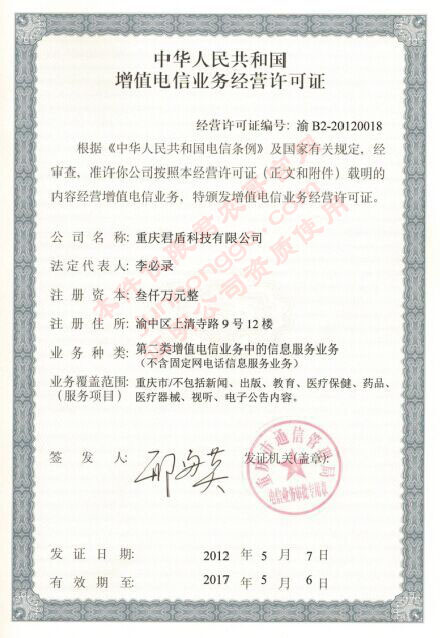 中华人民共和国
增值电信业务经营许可证
经营许可证编号: 渝 B2-20120018
根据《中华人民共和国电信条例》及国家有关规定, 经
审查, 准许你公司按照本经营许可证（正文和附件）载明的
内容经营增值电信业务, 特颁发增值电信业务经营许可证。
公 司 名 称: 重庆君盾科技有限公司
法定代表人: 李必录
注 册 资 本: 叁仟万元整
注 册 住 所: 渝中区上清寺路 9 号 12 楼
业 务 种 类: 第二类增值电信业务中的信息服务业务
（不含固定网电话信息服务业务）
业务覆盖范围: 重庆市/不包括新闻、出版、教育、医疗保健、药品、
（服务项目） 医疗器械、视听、电子公告内容。
签 发 人: 邢海英 发证机关(盖章):
重庆市通信管理局
电信业务审批专用章
发 证 日 期: 2012 年 5 月 7 日
有 效 期 至: 2017 年 5 月 6 日